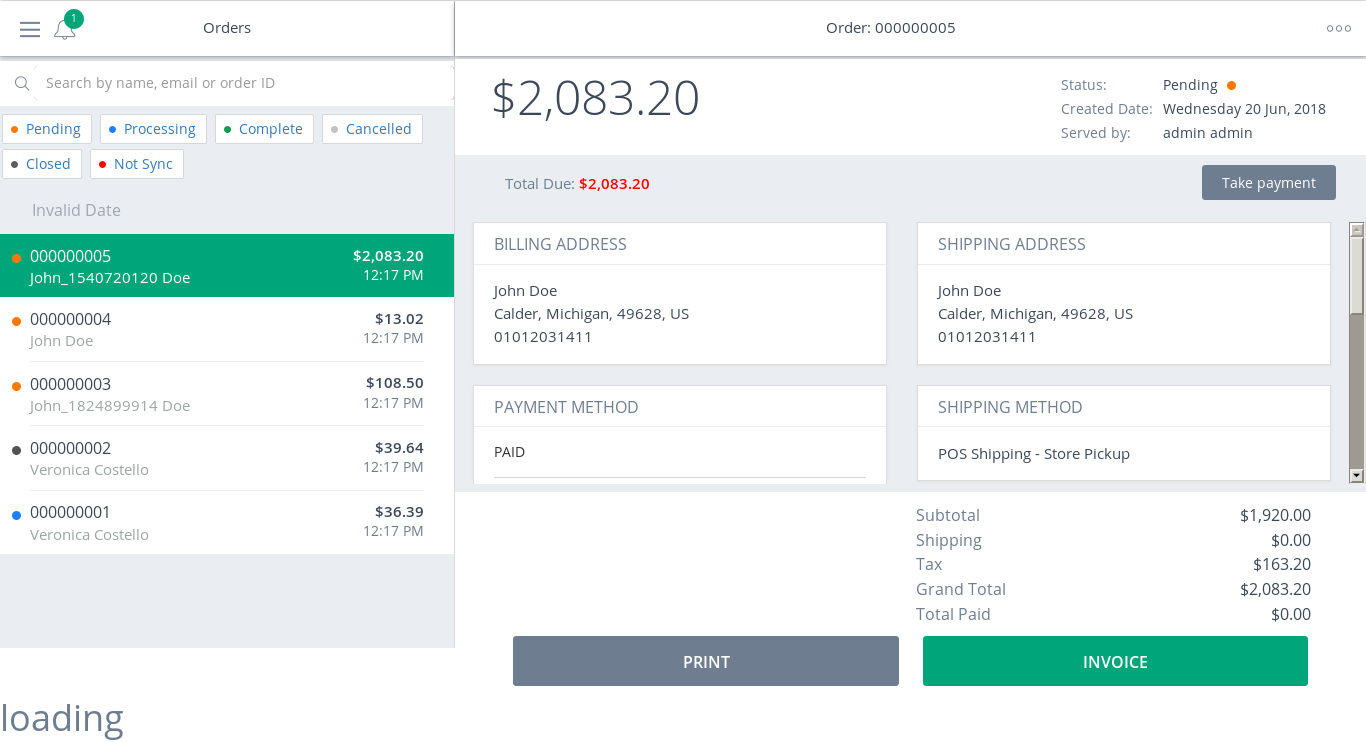 1
Orders
Search by name, email or order ID
Pending
Processing
Complete
Cancelled
Closed
Not Sync
Invalid Date
000000005 $2,083.20
John_1540720120 Doe 12:17 PM
000000004 $13.02
John Doe 12:17 PM
000000003 $108.50
John_1824899914 Doe 12:17 PM
000000002 $39.64
Veronica Costello 12:17 PM
000000001 $36.39
Veronica Costello 12:17 PM
loading
Order: 000000005
$2,083.20
Status: Pending
Created Date: Wednesday 20 Jun, 2018
Served by: admin admin
Total Due: $2,083.20
Take payment
BILLING ADDRESS
John Doe
Calder, Michigan, 49628, US
01012031411
SHIPPING ADDRESS
John Doe
Calder, Michigan, 49628, US
01012031411
PAYMENT METHOD
PAID
SHIPPING METHOD
POS Shipping - Store Pickup
Subtotal $1,920.00
Shipping $0.00
Tax $163.20
Grand Total $2,083.20
Total Paid $0.00
PRINT
INVOICE